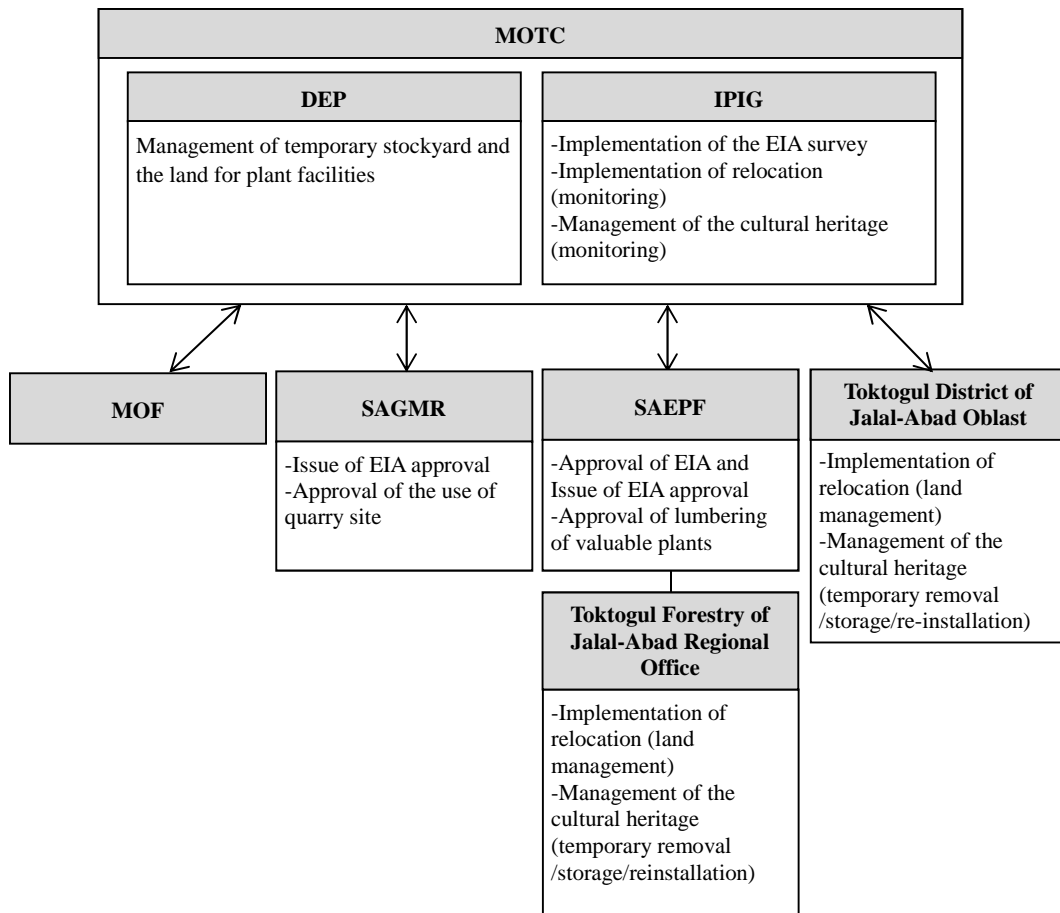 MOTC
DEP
Management of temporary stockyard and
the land for plant facilities
IPIG
-Implementation of the EIA survey
-Implementation of relocation
(monitoring)
-Management of the cultural heritage
(monitoring)
MOF
SAGMR
-Issue of EIA approval
-Approval of the use of
quarry site
SAEPF
-Approval of EIA and
Issue of EIA approval
-Approval of lumbering
of valuable plants
Toktogul District of
Jalal-Abad Oblast
-Implementation of
relocation (land
management)
-Management of the
cultural heritage
(temporary removal
/storage/re-installation)
Toktogul Forestry of
Jalal-Abad Regional
Office
-Implementation of
relocation (land
management)
-Management of the
cultural heritage
(temporary removal
/storage/reinstallation)